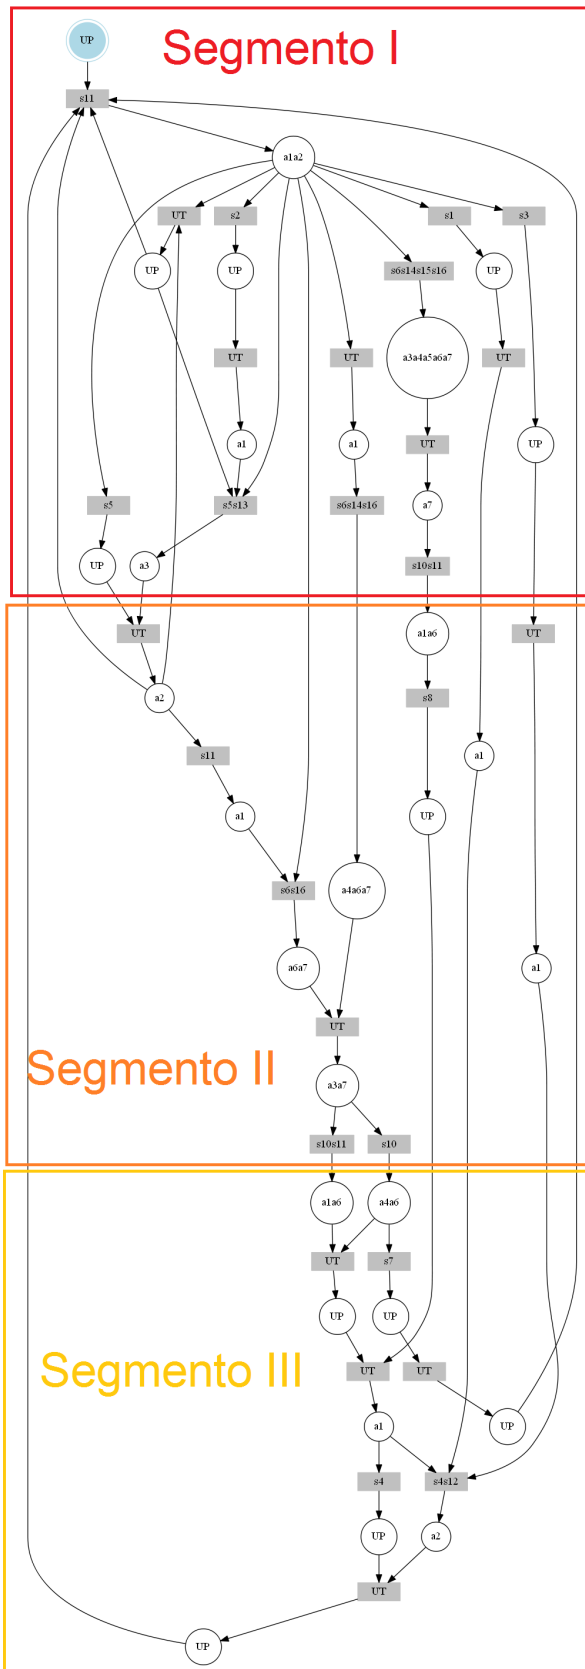 Segmento I
UP
s11
a1a2
UT
s2
s1
s3
UP
UP
s6s14s15s16
UP
UT
UT
a3a4a5a6a7
UT
a1
a1
UT
UP
s5
s5s13
s6s14s16
a7
UP
a3
s10s11
UT
a1a6
UT
a2
s8
s11
a1
a1
UP
s6s16
a4a6a7
a6a7
a1
UT
Segmento II
a3a7
s10s11
s10
a1a6
a4a6
UT
s7
UP
UP
Segmento III
UT
UT
a1
UP
s4
s4s12
UP
a2
UT
UP